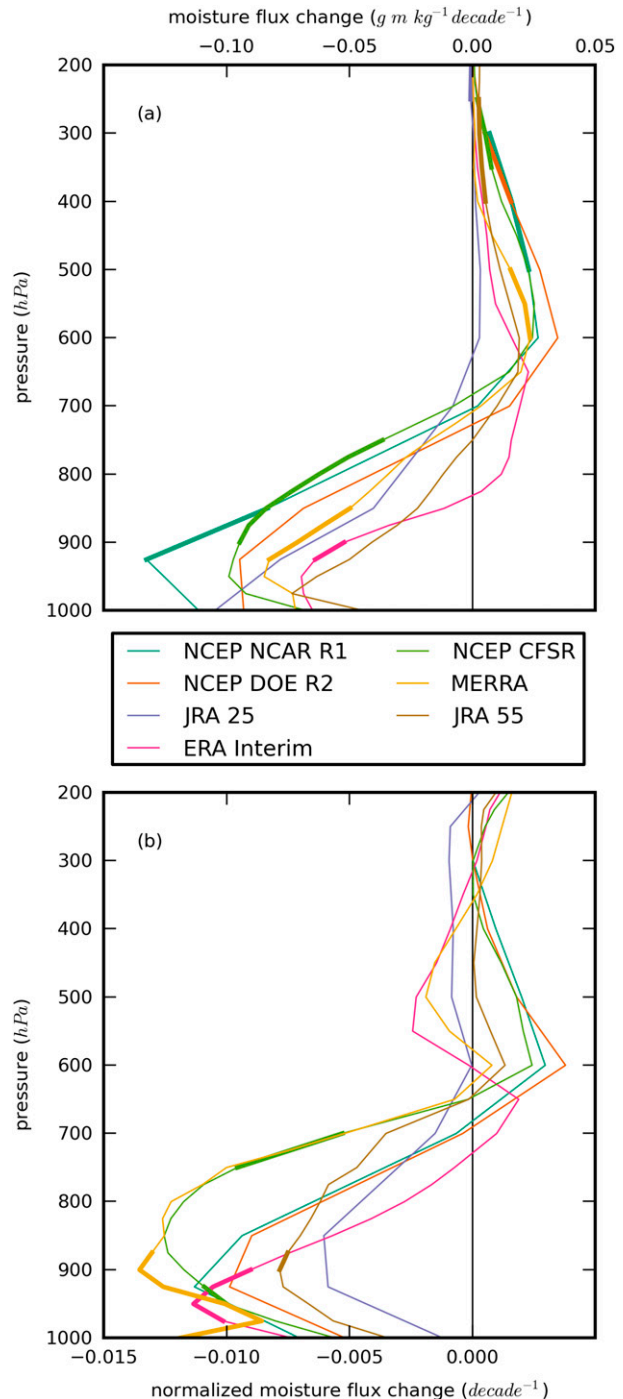 moisture flux change (g m kg⁻¹decade⁻¹)
−0.10 −0.05 0.00 0.05
200
(a)
300
400
500
600
700
800
900
1000
pressure (hPa)
NCEP NCAR R1 NCEP CFSR
NCEP DOE R2 MERRA
JRA 25 JRA 55
ERA Interim
200
(b)
300
400
500
600
700
800
900
1000
pressure (hPa)
−0.015 −0.010 −0.005 0.000
normalized moisture flux change (decade⁻¹)